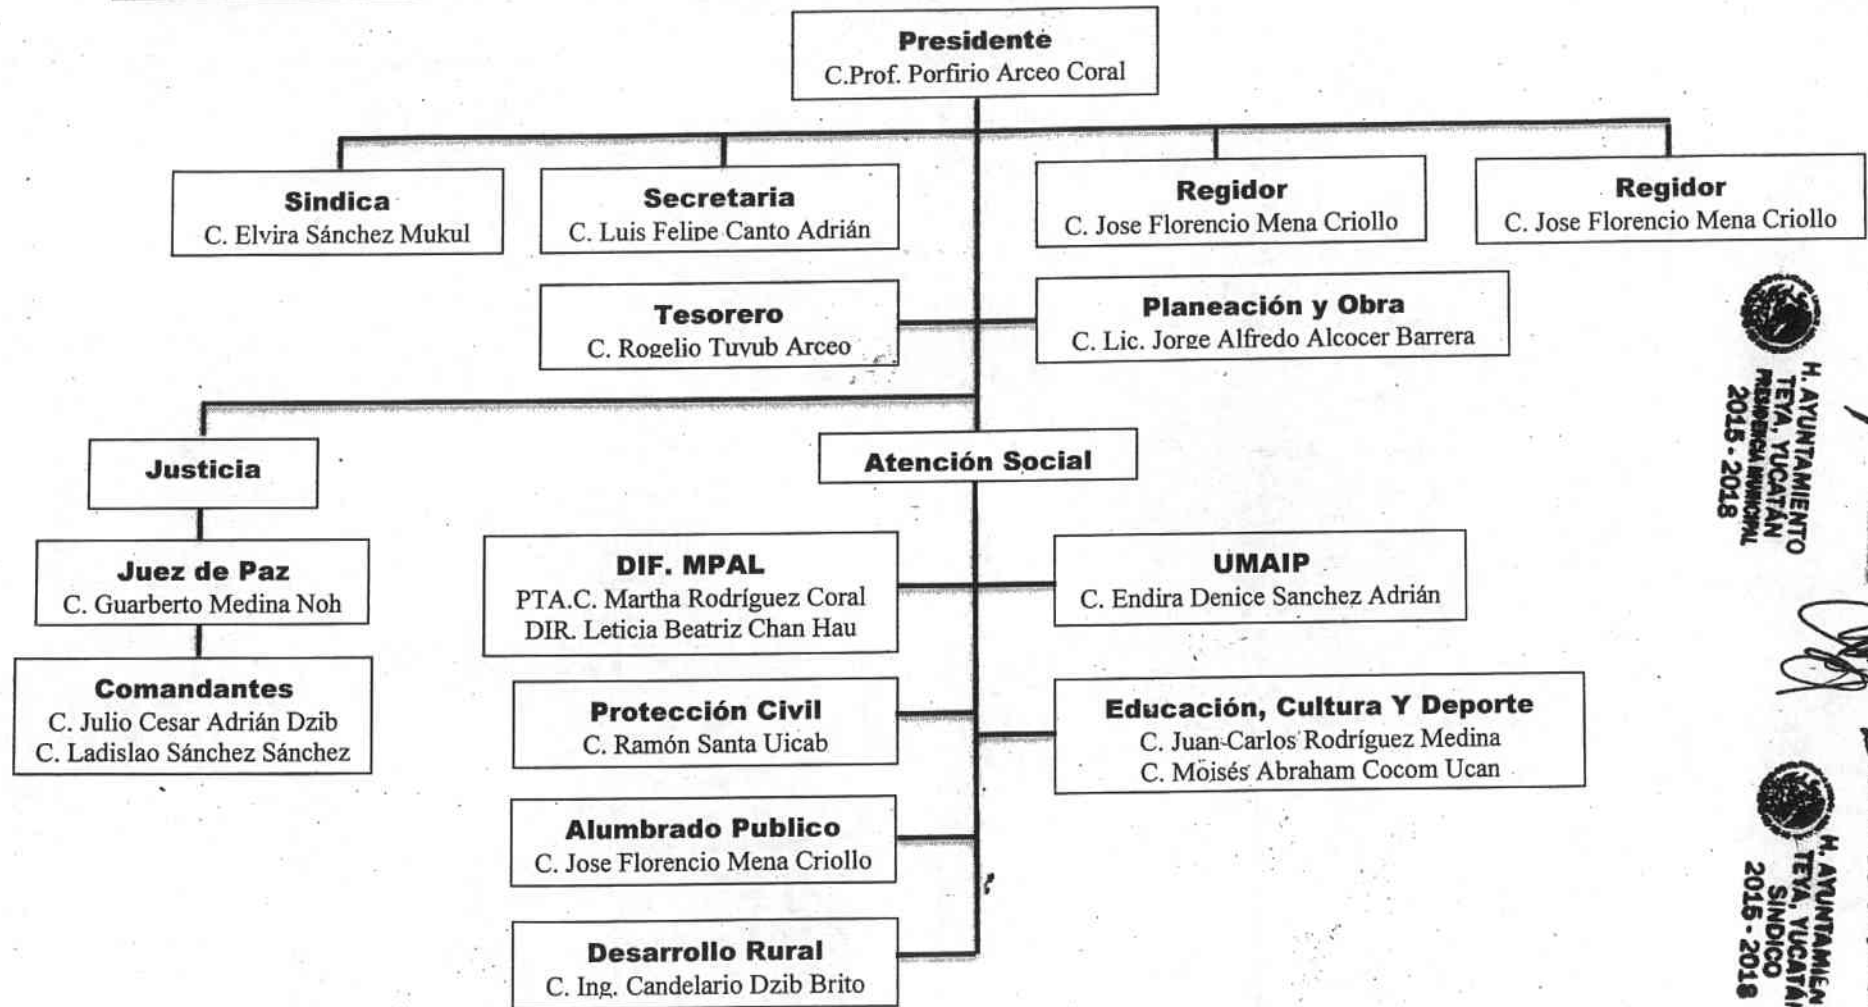 Presidente
C.Prof. Porfirio Arceo Coral
Sindica
C. Elvira Sánchez Mukul
Secretaria
C. Luis Felipe Canto Adrián
Regidor
C. Jose Florencio Mena Criollo
Regidor
C. Jose Florencio Mena Criollo
Tesorero
C. Rogelio Tuyub Arceo
Planeación y Obra
C. Lic. Jorge Alfredo Alcocer Barrera
Justicia
Atención Social
Juez de Paz
C. Guarberto Medina Noh
DIF. MPAL
PTA.C. Martha Rodríguez Coral
DIR. Leticia Beatriz Chan Hau
UMAIP
C. Endira Denice Sanchez Adrián
Comandantes
C. Julio Cesar Adrián Dzib
C. Ladislao Sánchez Sánchez
Protección Civil
C. Ramón Santa Uicab
Educación, Cultura Y Deporte
C. Juan Carlos Rodríguez Medina
C. Moisés Abraham Cocom Ucan
Alumbrado Publico
C. Jose Florencio Mena Criollo
Desarrollo Rural
C. Ing. Candelario Dzib Brito
H. AYUNTAMIENTO
TEYA, YUCATÁN
PRESIDENCIA MUNICIPAL
2015 - 2018
H. AYUNTAMIEN
TEYA, YUCATÁ
SINDICO
2015 - 2018